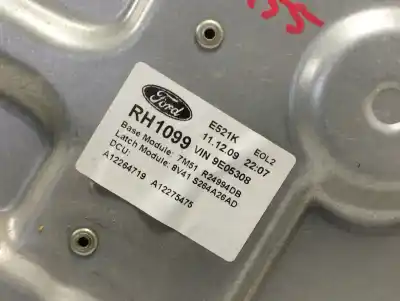 Ford
E521K EOL2
RH1099 11.12.09 22:07
VIN 9E05308
Base Module: 7M51 R24994DB
Latch Module: 8V41 S264A26AD
DCU:
A12264719 A12275475